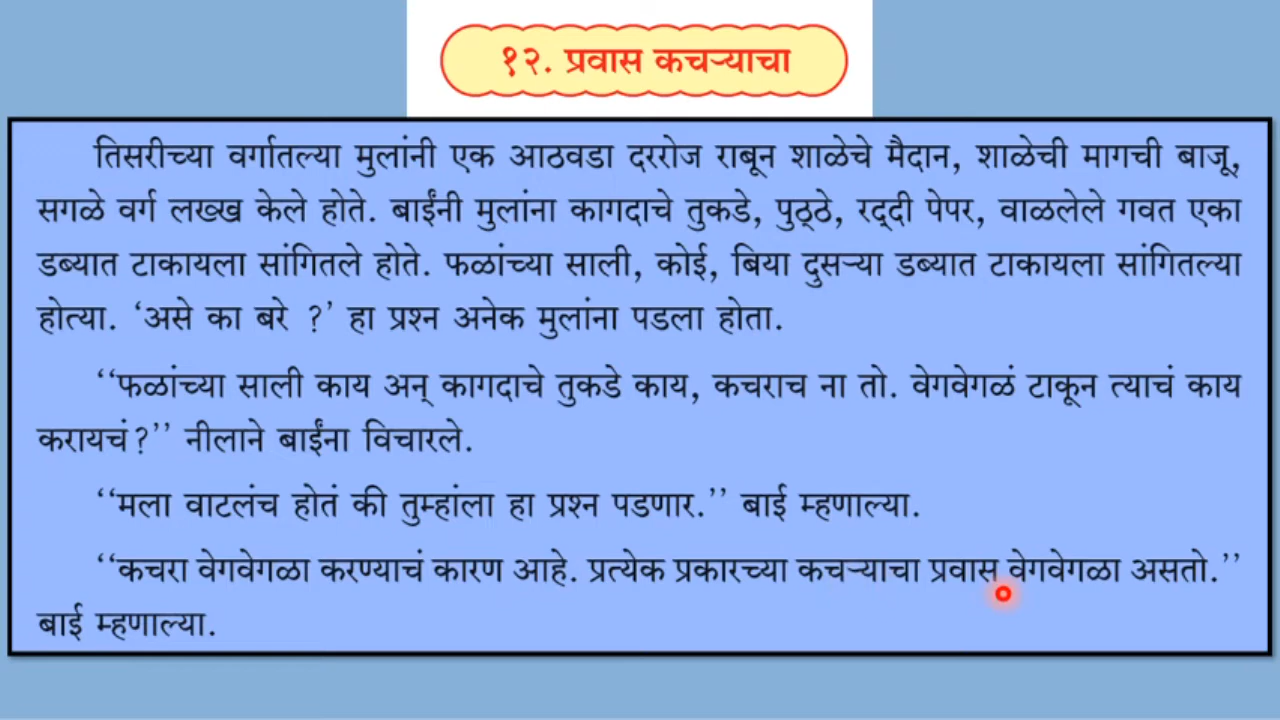 १२. प्रवास कचऱ्याचा
तिसरीच्या वर्गातल्या मुलांनी एक आठवडा दररोज राबून शाळेचे मैदान, शाळेची मागची बाजू,
सगळे वर्ग लख्ख केले होते. बाईंनी मुलांना कागदाचे तुकडे, पुठ्ठे, रद्दी पेपर, वाळलेले गवत एका
डब्यात टाकायला सांगितले होते. फळांच्या साली, कोई, बिया दुसऱ्या डब्यात टाकायला सांगितल्या
होत्या. ‘असे का बरे ?’ हा प्रश्न अनेक मुलांना पडला होता.
‘‘फळांच्या साली काय अन् कागदाचे तुकडे काय, कचराच ना तो. वेगवेगळं टाकून त्याचं काय
करायचं?’’ नीलाने बाईंना विचारले.
‘‘मला वाटलंच होतं की तुम्हांला हा प्रश्न पडणार.’’ बाई म्हणाल्या.
‘‘कचरा वेगवेगळा करण्याचं कारण आहे. प्रत्येक प्रकारच्या कचऱ्याचा प्रवास वेगवेगळा असतो.’’
बाई म्हणाल्या.